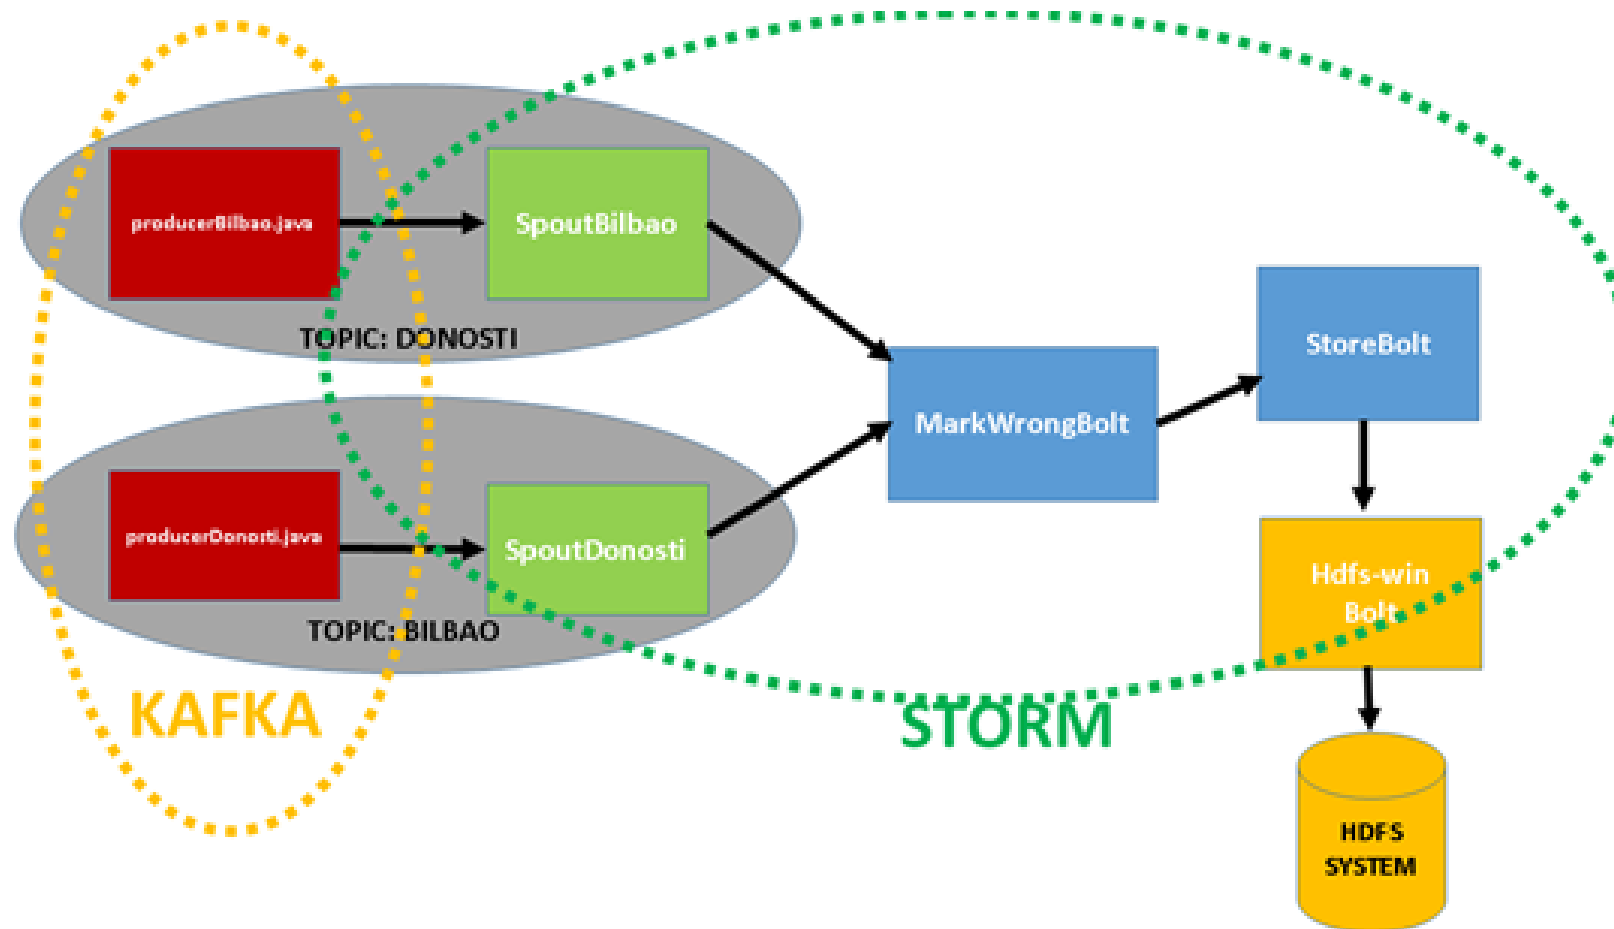 producerBilbao.java
SpoutBilbao
TOPIC: DONOSTI
StoreBolt
MarkWrongBolt
producerDonosti.java
SpoutDonosti
Hdfs-win
Bolt
TOPIC: BILBAO
KAFKA
STORM
HDFS
SYSTEM